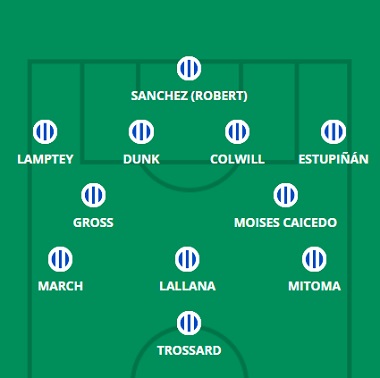 SANCHEZ (ROBERT)
LAMPTEY DUNK COLWILL ESTUPIÑÁN
GROSS MOISES CAICEDO
MARCH LALLANA MITOMA
TROSSARD